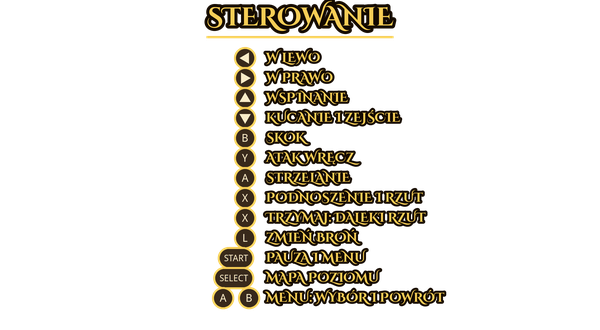 STEROWANIE
W LEWO
W PRAWO
WSPINANIE
KUCANIE I ZEJŚCIE
B SKOK
Y ATAK WRĘCZ
A STRZELANIE
X PODNOSZENIE I RZUT
X TRZYMAJ: DALEKI RZUT
L ZMIEŃ BROŃ
START PAUZA I MENU
SELECT MAPA POZIOMU
A B MENU: WYBÓR I POWRÓT